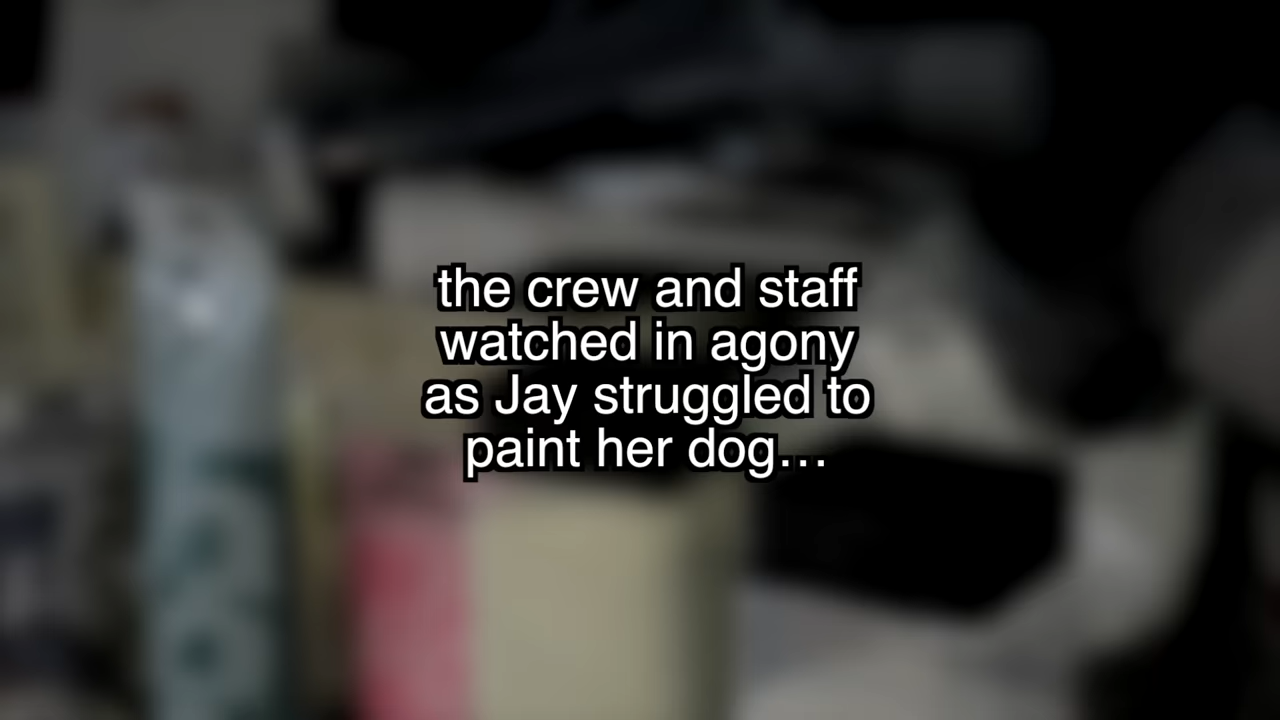 the crew and staff
watched in agony
as Jay struggled to
paint her dog…